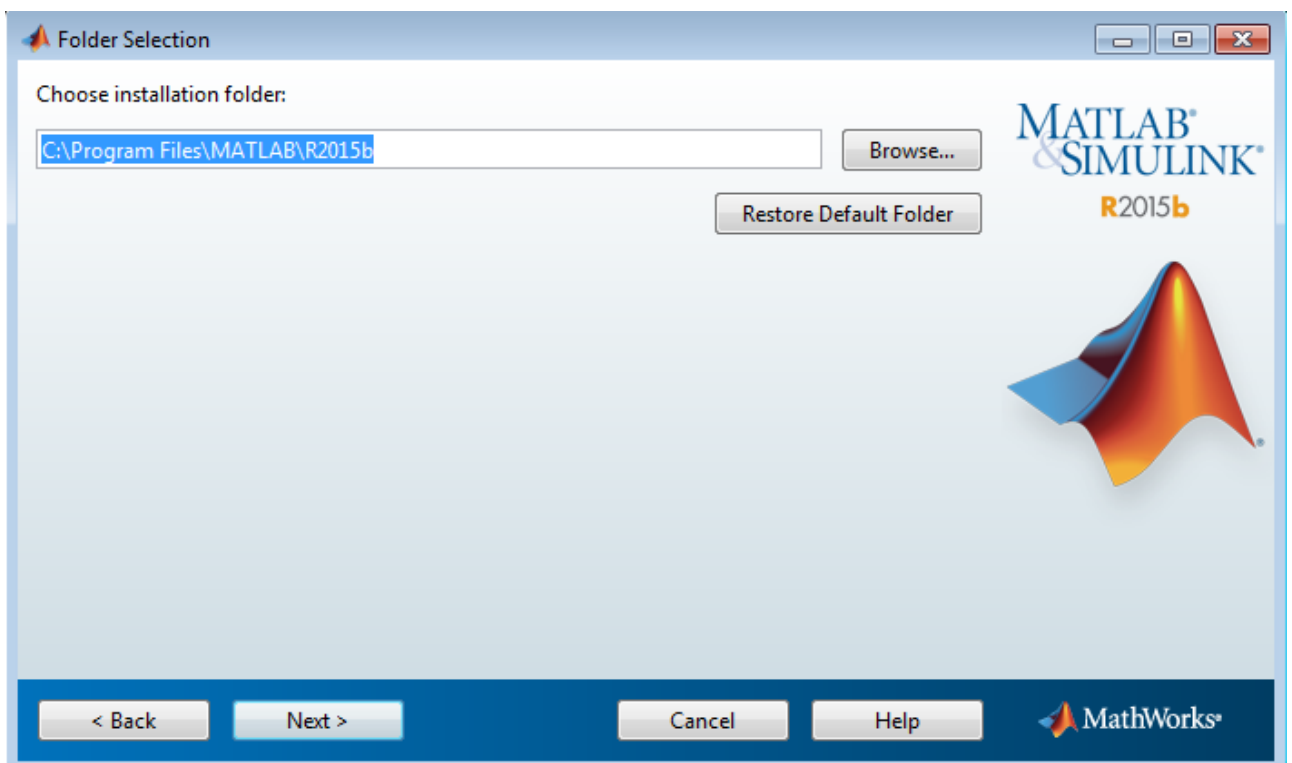 Folder Selection
Choose installation folder:
C:\Program Files\MATLAB\R2015b
Browse...
Restore Default Folder
MATLAB®
&SIMULINK®
R2015b
®
< Back
Next >
Cancel
Help
MathWorks®